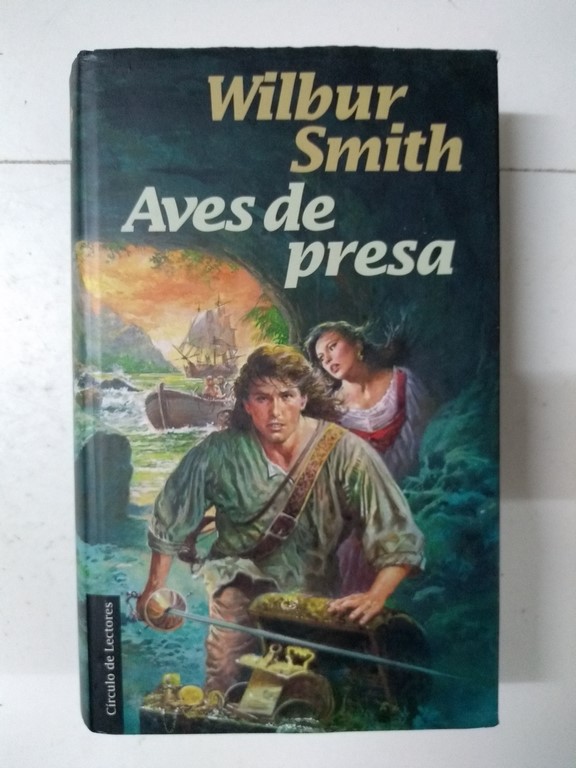 Wilbur
Smith
Aves de
presa
Círculo de Lectores